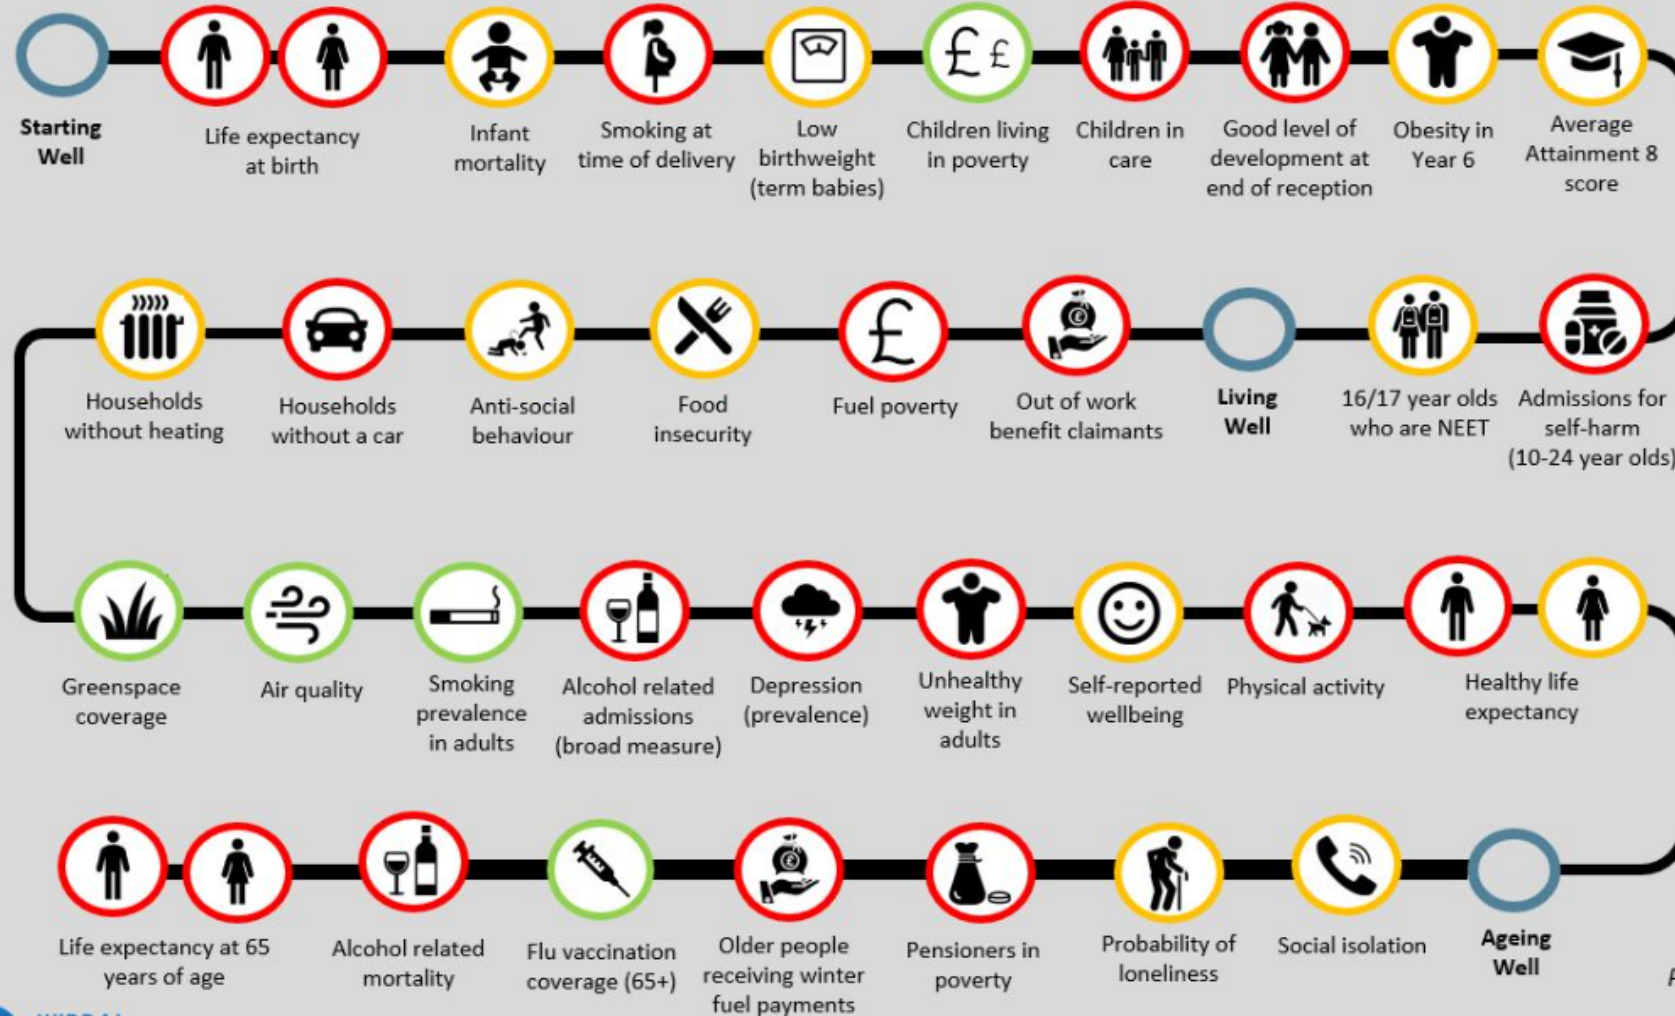 Starting
Well
Life expectancy
at birth
Infant
mortality
Smoking at
time of delivery
Low
birthweight
(term babies)
££
Children living
in poverty
Children in
care
Good level of
development at
end of reception
Obesity in
Year 6
Average
Attainment 8
score
Households
without heating
Households
without a car
Anti-social
behaviour
Food
insecurity
£
Fuel poverty
£
Out of work
benefit claimants
Living
Well
16/17 year olds
who are NEET
Admissions for
self-harm
(10-24 year olds)
Greenspace
coverage
Air quality
Smoking
prevalence
in adults
Alcohol related
admissions
(broad measure)
Depression
(prevalence)
Unhealthy
weight in
adults
Self-reported
wellbeing
Physical activity
Healthy life
expectancy
Life expectancy at 65
years of age
Alcohol related
mortality
Flu vaccination
coverage (65+)
£
Older people
receiving winter
fuel payments
Pensioners in
poverty
Probability of
loneliness
Social isolation
Ageing
Well